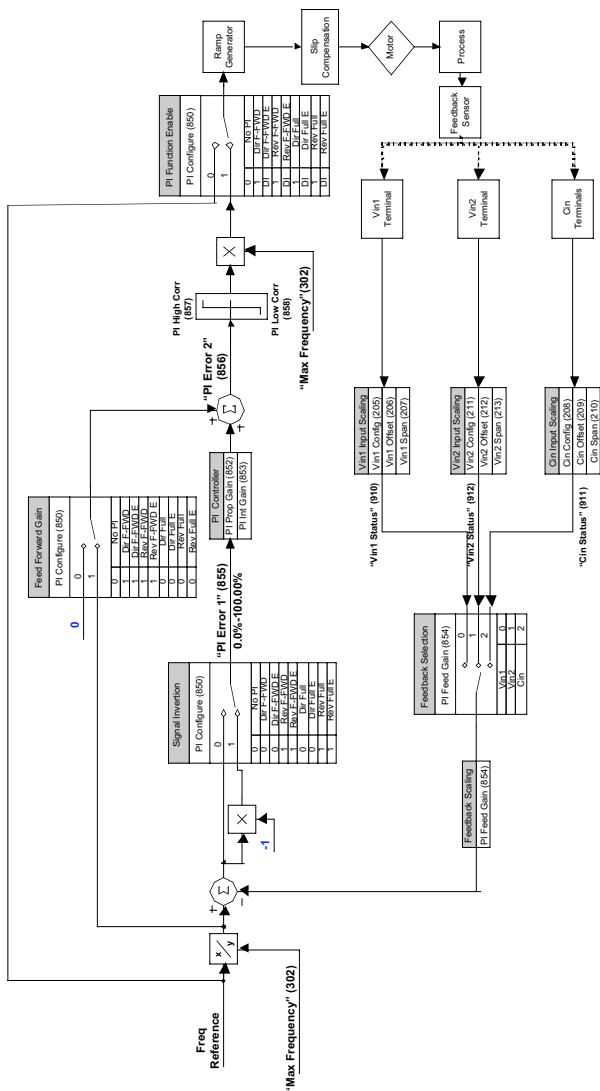 Freq
Reference
"Max Frequency" (302)
x/y
+
-
Σ
-1
X
Signal Invertion
PI Configure (850)
0
1
0 No PI
0 Dir F-FWD
0 Dir F-FWD E
1 Rev F-FWD
1 Rev F-FWD E
0 Dir Full
0 Dir Full E
1 Rev Full
1 Rev Full E
"PI Error 1" (855)
0.0%-100.00%
Feed Forward Gain
PI Configure (850)
0
0
1
0 No PI
1 Dir F-FWD
1 Dir F-FWD E
1 Rev F-FWD
1 Rev F-FWD E
0 Dir Full
0 Dir Full E
0 Rev Full
0 Rev Full E
PI Controller
PI Prop Gain (852)
PI Int Gain (853)
+
+
Σ
"PI Error 2"
(856)
PI High Corr
(857)
PI Low Corr
(858)
"Max Frequency"(302)
X
PI Function Enable
PI Configure (850)
0
1
0 No PI
1 Dir F-FWD
DI Dir F-FWD E
1 Rev F-FWD
DI Rev F-FWD E
1 Dir Full
DI Dir Full E
1 Rev Full
DI Rev Full E
Ramp
Generator
Slip
Compensation
Motor
Process
Feedback
Sensor
Vin1
Terminal
Vin2
Terminal
Cin
Terminals
Vin1 Input Scaling
Vin1 Config (205)
Vin1 Offset (206)
Vin1 Span (207)
Vin2 Input Scaling
Vin2 Config (211)
Vin2 Offset (212)
Vin2 Span (213)
Cin Input Scaling
Cin Config (208)
Cin Offset (209)
Cin Span (210)
"Vin1 Status" (910)
"Vin2 Status" (912)
"Cin Status" (911)
Feedback Selection
PI Feed Gain (854)
0
1
2
Vin1 0
Vin2 1
Cin 2
Feedback Scaling
PI Feed Gain (854)